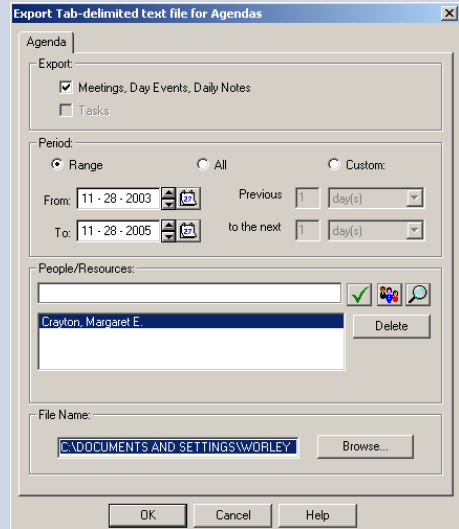 Export Tab-delimited text file for Agendas
Agenda
Export:
Meetings, Day Events, Daily Notes
Tasks
Period:
Range All Custom:
From: 11 - 28 - 2003 27 Previous 1 day(s)
To: 11 - 28 - 2005 27 to the next 1 day(s)
People/Resources:
Crayton, Margaret E.
Delete
File Name:
C:\DOCUMENTS AND SETTINGS\WORLEY Browse...
OK Cancel Help